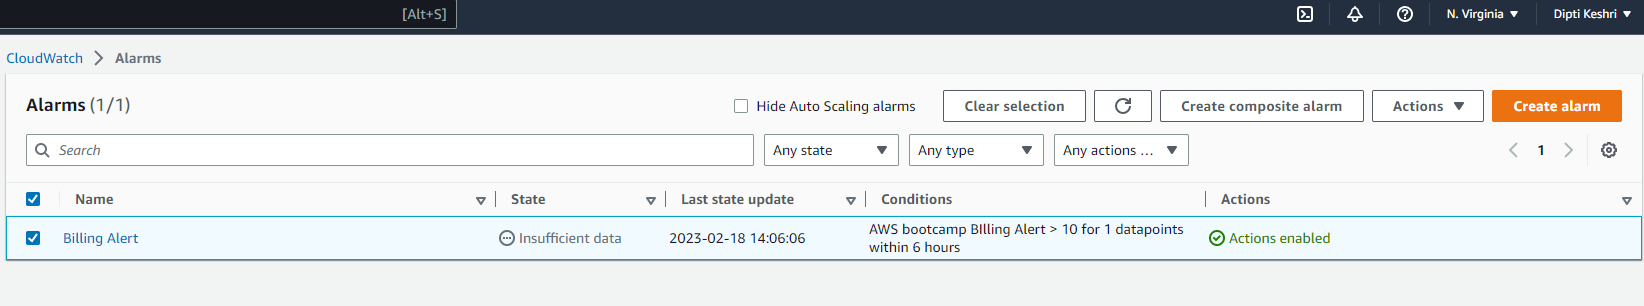 [Alt+S]
N. Virginia
Dipti Keshri
CloudWatch
Alarms
Alarms (1/1)
Hide Auto Scaling alarms
Clear selection
Create composite alarm
Actions
Create alarm
Search
Any state
Any type
Any actions ...
1
Name
State
Last state update
Conditions
Actions
Billing Alert
Insufficient data
2023-02-18 14:06:06
AWS bootcamp BIlling Alert > 10 for 1 datapoints
within 6 hours
Actions enabled